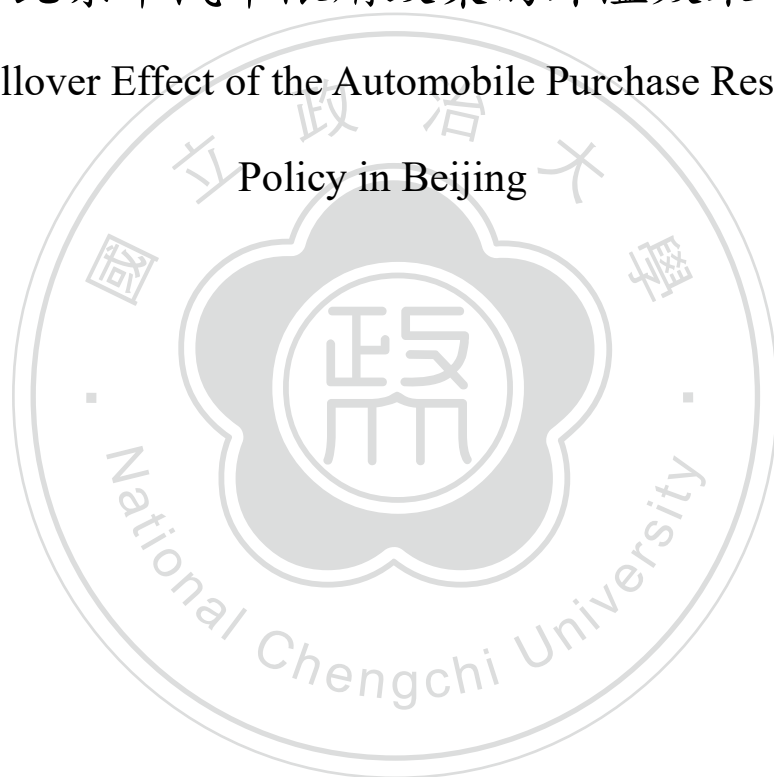 llover Effect of the Automobile Purchase Res
Policy in Beijing
國立政治大學
National Chengchi University